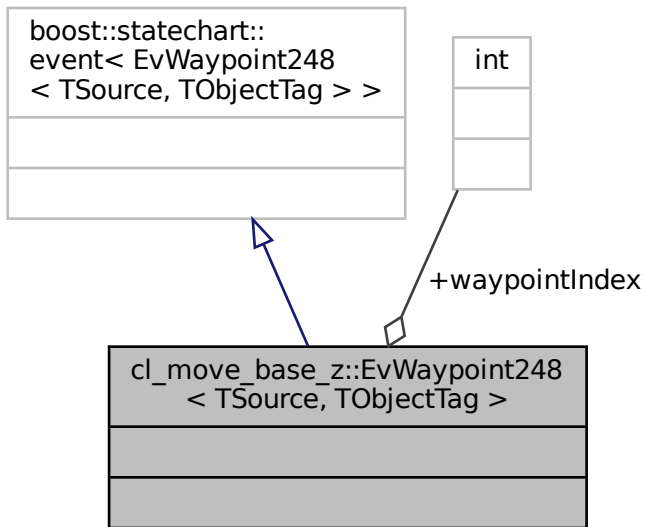 boost::statechart::
event< EvWaypoint248
< TSource, TObjectTag > >
int
+waypointIndex
cl_move_base_z::EvWaypoint248
< TSource, TObjectTag >